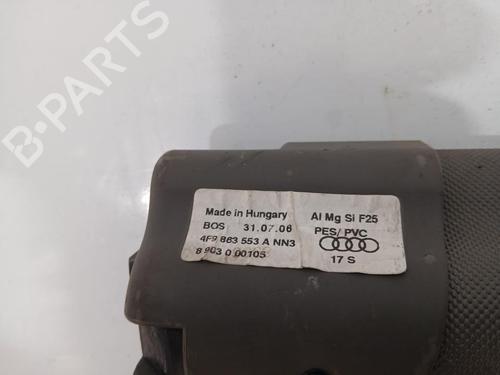 B-PARTS
Made in Hungary
Al Mg Si F25
BOS 31.07.06
PES/ PVC
4F9 863 553 A NN3
8 903 0 00105
17 S